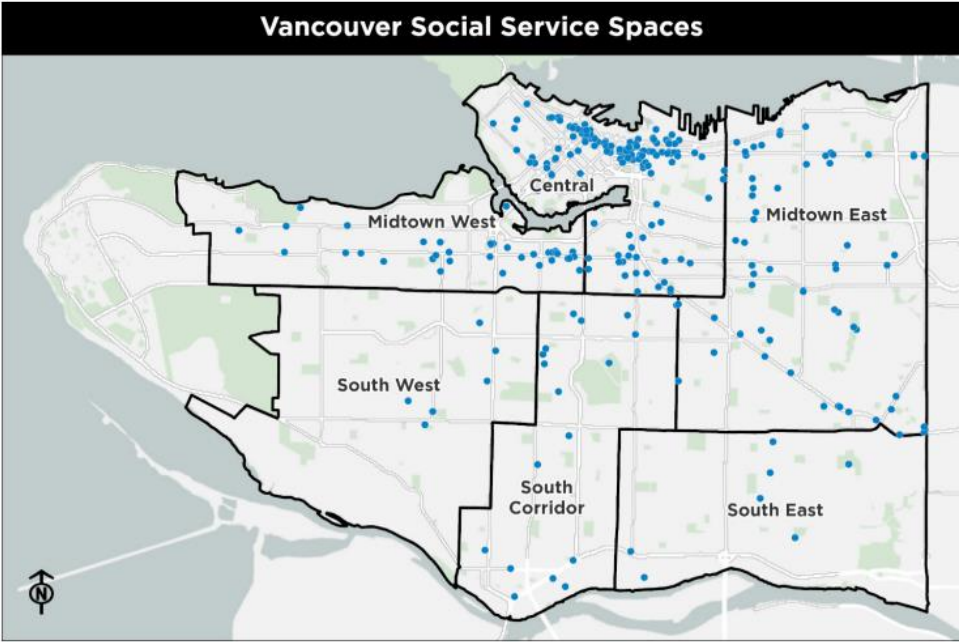 Vancouver Social Service Spaces
Central
Midtown West
Midtown East
South West
South
Corridor
South East
N